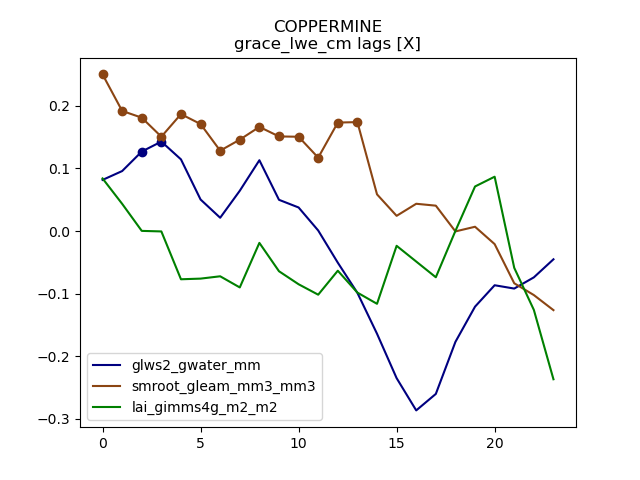 COPPERMINE
grace_lwe_cm lags [X]
0.2
0.1
0.0
−0.1
−0.2
−0.3
0
5
10
15
20
glws2_gwater_mm
smroot_gleam_mm3_mm3
lai_gimms4g_m2_m2